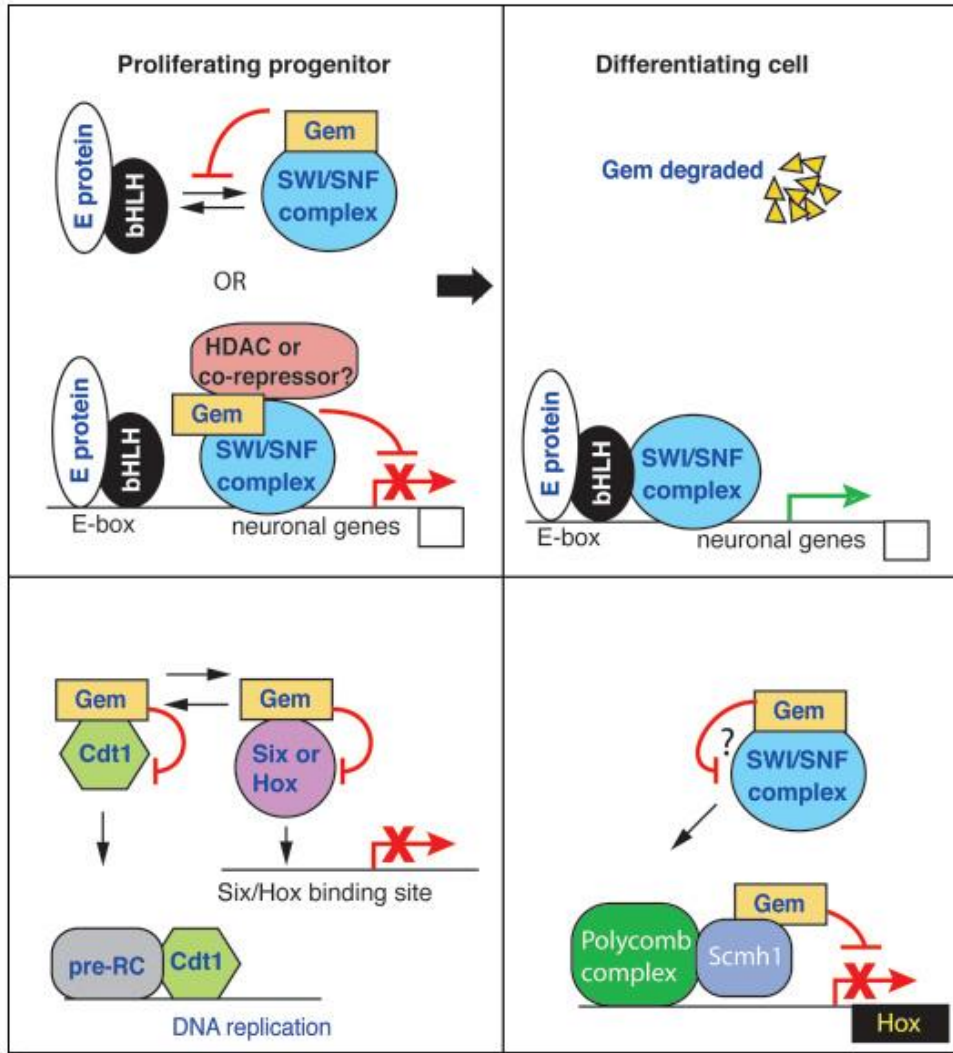 Proliferating progenitor
E protein
bHLH
Gem
SWI/SNF
complex
OR
HDAC or
co-repressor?
Gem
E protein
bHLH
SWI/SNF
complex
X
E-box
neuronal genes
Differentiating cell
Gem degraded
E protein
bHLH
SWI/SNF
complex
E-box
neuronal genes
Gem
Cdt1
Gem
Six or
Hox
X
Six/Hox binding site
pre-RC
Cdt1
DNA replication
Gem
?
SWI/SNF
complex
Gem
Polycomb
complex
Scmh1
X
Hox